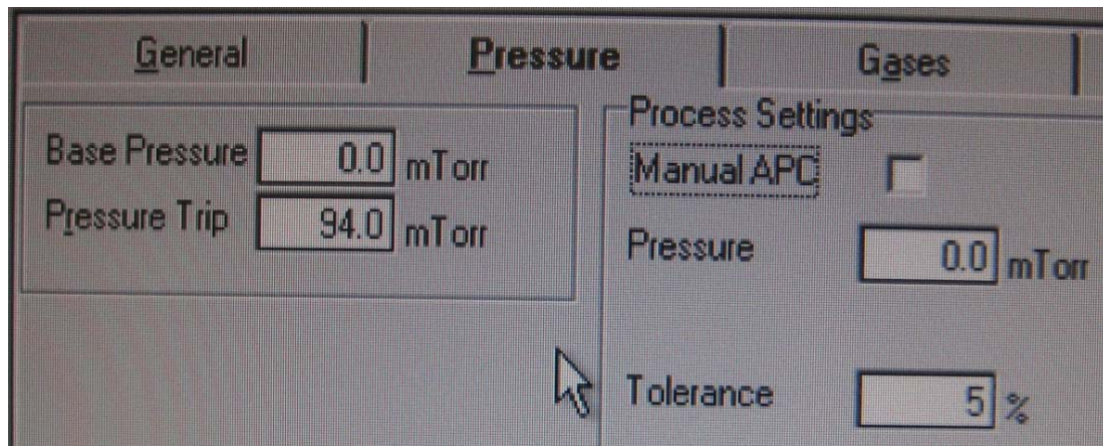 General Pressure Gases
Base Pressure 0.0 mTorr
Pressure Trip 94.0 mTorr
Process Settings
Manual APC
Pressure 0.0 mTorr
Tolerance 5 %